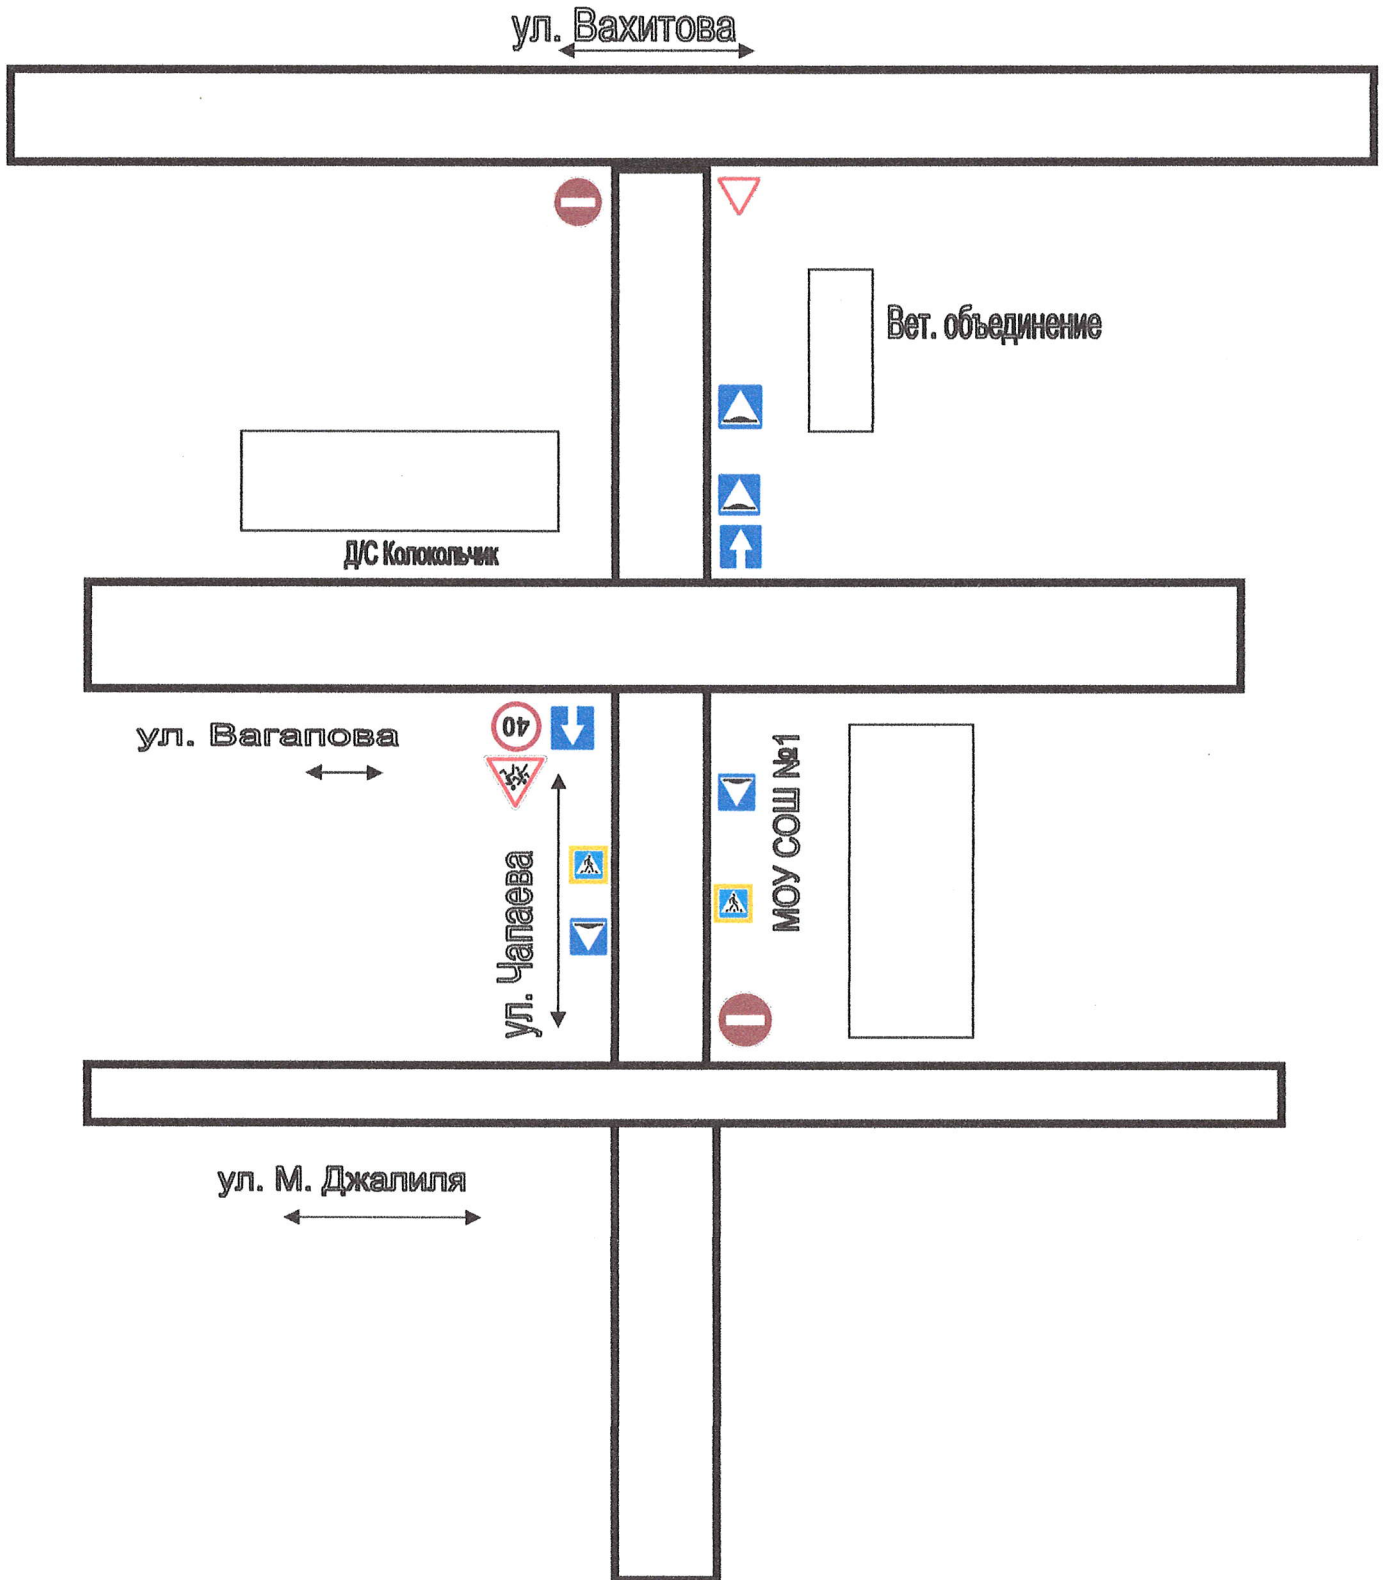 ул. Вахитова
Вет. объединение
Д/С Колокольчик
ул. Вагапова
40
МОУ СОШ №1
ул. Чапаева
ул. М. Джалиля